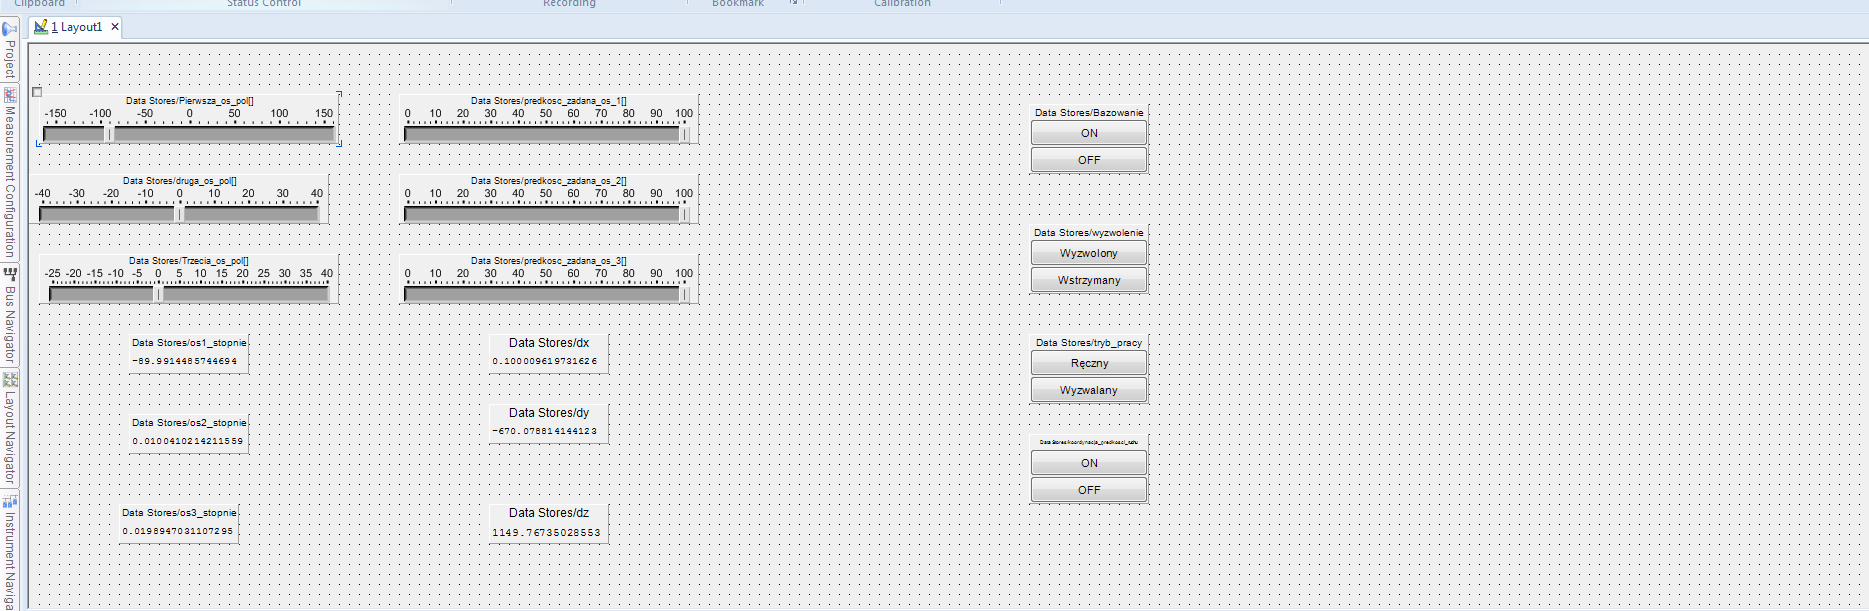 Clipboard
Status Control
Recording
Bookmark
Calibration
1 Layout1
Project
Measurement Configuration
Bus Navigator
Layout Navigator
Instrument Naviga
Data Stores/Pierwsza_os_pol[]
-150 -100 -50 0 50 100 150
Data Stores/predkosc_zadana_os_1[]
0 10 20 30 40 50 60 70 80 90 100
Data Stores/Bazowanie
ON
OFF
Data Stores/druga_os_pol[]
-40 -30 -20 -10 0 10 20 30 40
Data Stores/predkosc_zadana_os_2[]
0 10 20 30 40 50 60 70 80 90 100
Data Stores/wyzwolenie
Wyzwolony
Wstrzymany
Data Stores/Trzecia_os_pol[]
-25 -20 -15 -10 -5 0 5 10 15 20 25 30 35 40
Data Stores/predkosc_zadana_os_3[]
0 10 20 30 40 50 60 70 80 90 100
Data Stores/os1_stopnie
-89.9914485744694
Data Stores/dx
0.100009619731626
Data Stores/tryb_pracy
Ręczny
Wyzwalany
Data Stores/os2_stopnie
0.0100410214211559
Data Stores/dy
-670.078814144123
Data Stores/koordynacja_predkosci_ruchu
ON
OFF
Data Stores/os3_stopnie
0.0198947031107295
Data Stores/dz
1149.76735028553